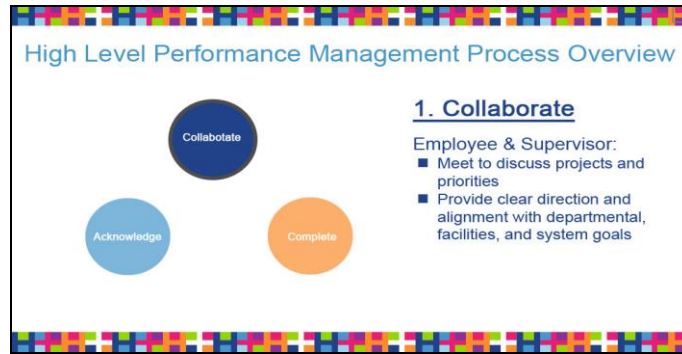 High Level Performance Management Process Overview
Collabotate
Acknowledge
Complete
1. Collaborate
Employee & Supervisor:
Meet to discuss projects and
priorities
Provide clear direction and
alignment with departmental,
facilities, and system goals